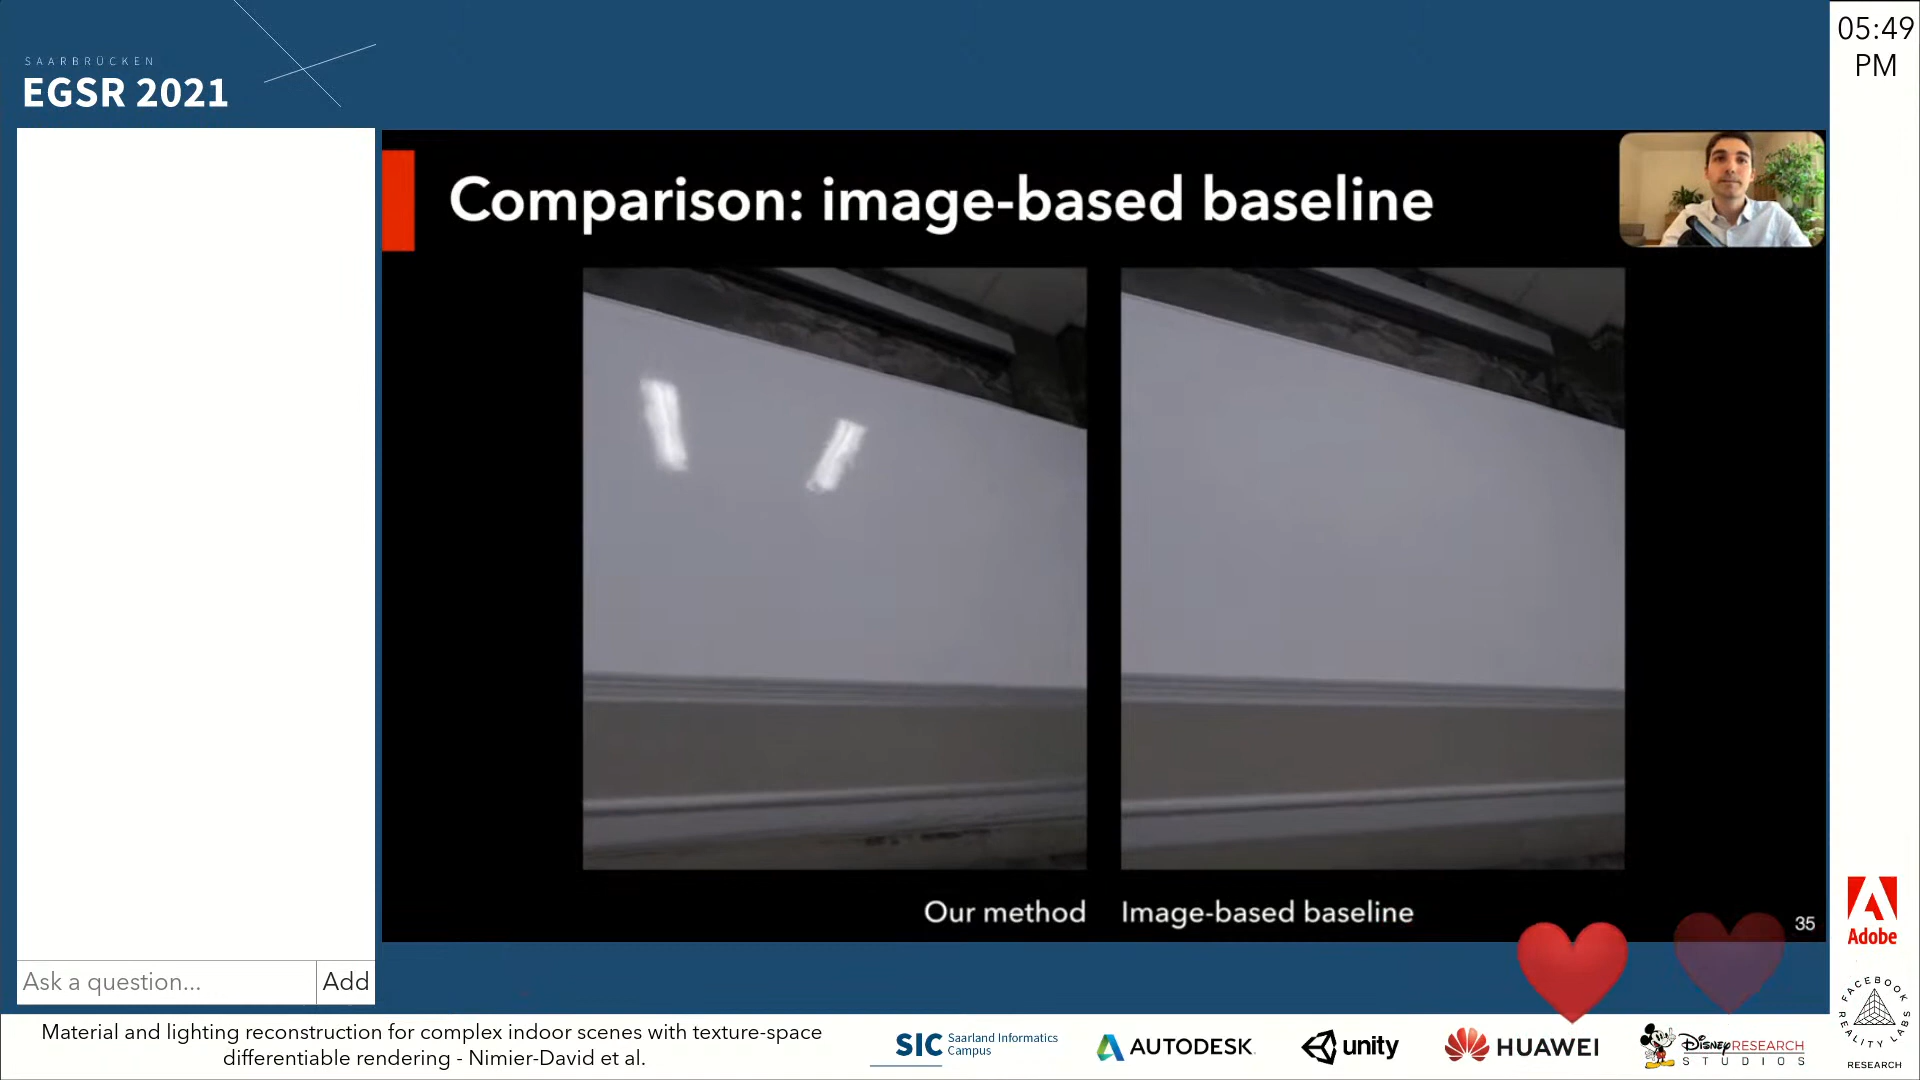 SAARBRÜCKEN
EGSR 2021
05:49
PM
Comparison: image-based baseline
Our method
Image-based baseline
35
Ask a question...
Add
Material and lighting reconstruction for complex indoor scenes with texture-space
differentiable rendering - Nimier-David et al.
SIC Saarland Informatics
Campus
AUTODESK
unity
HUAWEI
Disney RESEARCH
STUDIOS
Adobe
FACEBOOK
REALITY LABS
RESEARCH